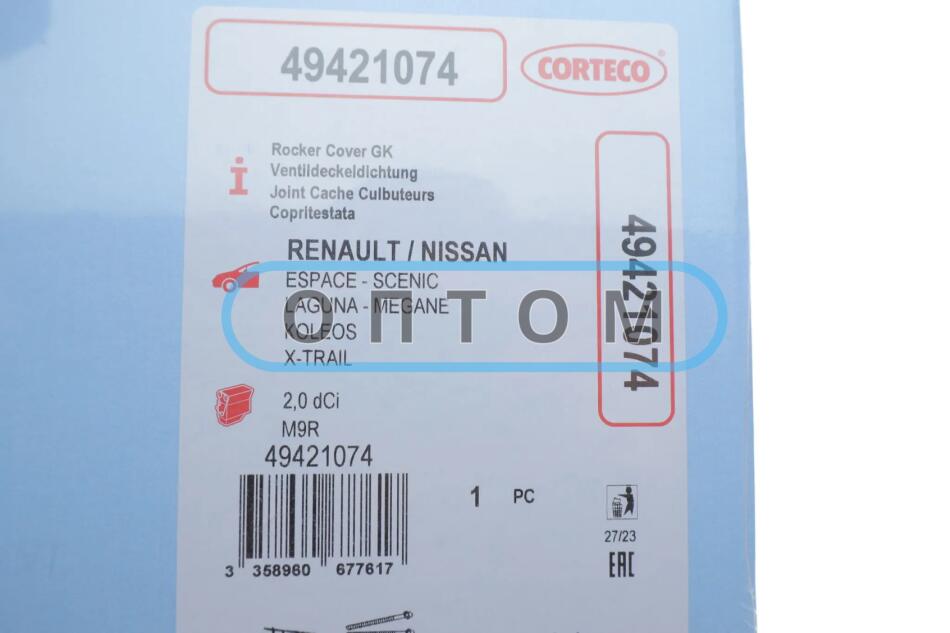 49421074
CORTECO®
Rocker Cover GK
Ventildeckeldichtung
Joint Cache Culbuteurs
Copritestata
RENAULT / NISSAN
ESPACE - SCENIC
LAGUNA - MEGANE
KOLEOS
X-TRAIL
ОПТОМ
49421074
2,0 dCi
M9R
49421074
1 PC
27/23
EAC
3 358960 677617